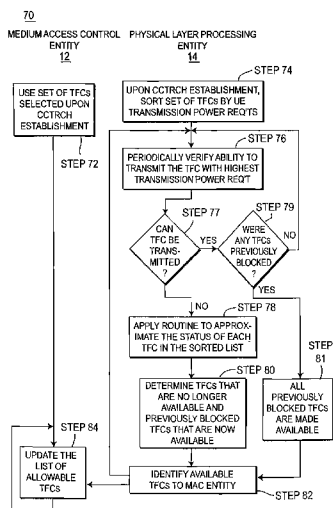 70
MEDIUM ACCESS CONTROL
ENTITY
12
PHYSICAL LAYER PROCESSING
ENTITY
14
STEP 74
USE SET OF TFCS
SELECTED UPON
CCTRCH
ESTABLISHMENT
STEP 72
UPON CCTRCH ESTABLISHMENT,
SORT SET OF TFCS BY UE
TRANSMISSION POWER REQ'TS
STEP 76
PERIODICALLY VERIFY ABILITY TO
TRANSMIT THE TFC WITH HIGHEST
TRANSMISSION POWER REQ'T
STEP 77
STEP 79
CAN
TFC BE
TRANS-
MITTED
?
YES
WERE
ANY TFCS
PREVIOUSLY
BLOCKED
?
NO
YES
NO
STEP 78
APPLY ROUTINE TO APPROX-
IMATE THE STATUS OF EACH
TFC IN THE SORTED LIST
STEP
81
STEP 80
DETERMINE TFCS THAT
ARE NO LONGER
AVAILABLE AND
PREVIOUSLY BLOCKED
TFCS THAT ARE NOW
AVAILABLE
ALL
PREVIOUSLY
BLOCKED TFCS
ARE MADE
AVAILABLE
STEP 84
UPDATE THE
LIST OF
ALLOWABLE
TFCS
IDENTIFY AVAILABLE
TFCS TO MAC ENTITY
STEP 82